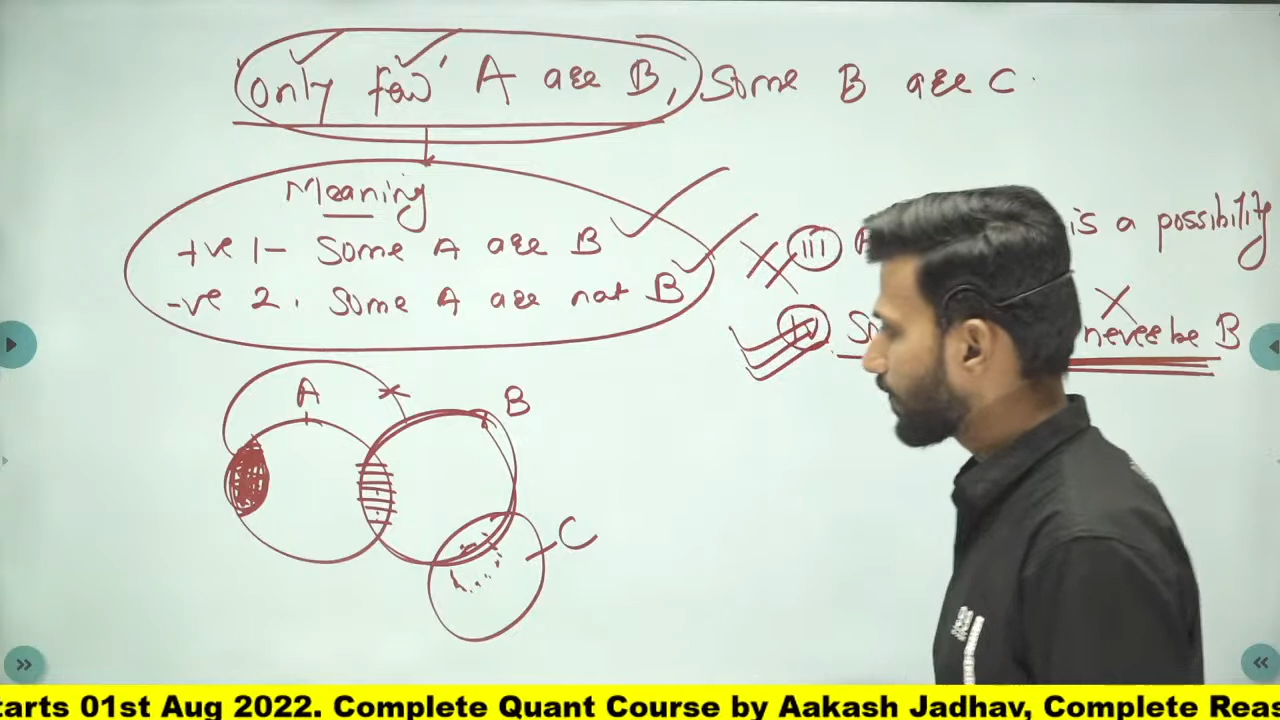 only few A are B, Some B are C
Meaning
+ve 1- Some A are B
-ve 2. Some A are not B
iii is a possibility
iv never be B
A
B
C
tarts 01st Aug 2022. Complete Quant Course by Aakash Jadhav, Complete Reas